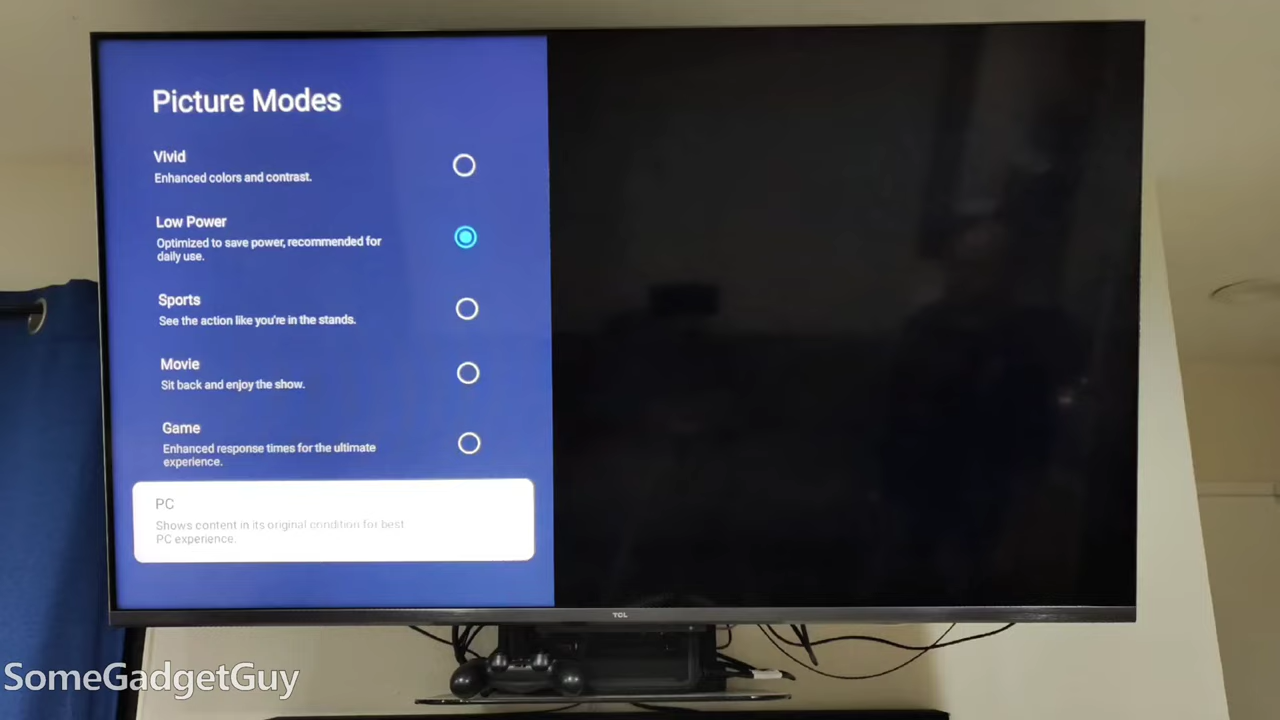 Picture Modes
Vivid
Enhanced colors and contrast.
Low Power
Optimized to save power, recommended for
daily use.
Sports
See the action like you're in the stands.
Movie
Sit back and enjoy the show.
Game
Enhanced response times for the ultimate
experience.
PC
Shows content in its original condition for best
PC experience.
TCL
SomeGadgetGuy